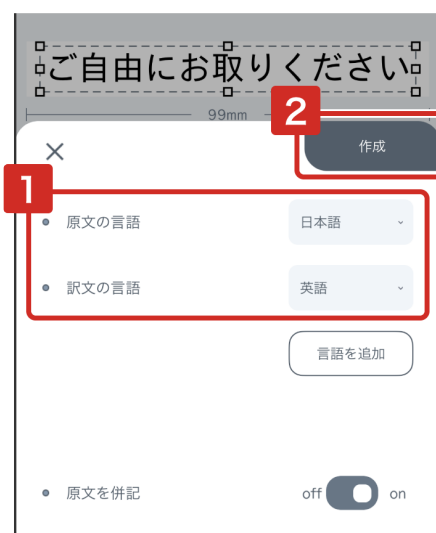 ご自由にお取りください
99mm
2
作成
1
原文の言語
日本語
訳文の言語
英語
言語を追加
原文を併記
off
on